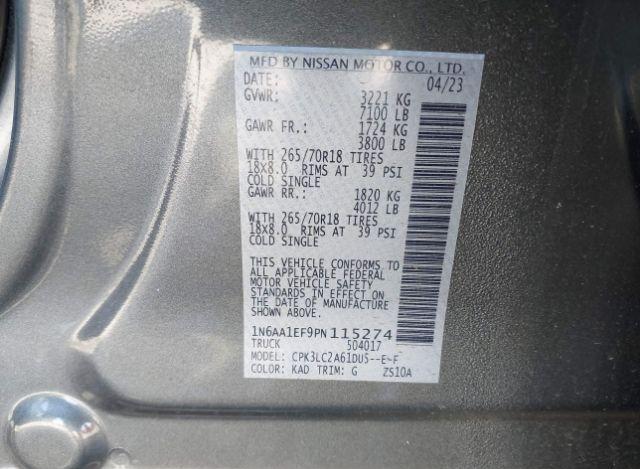 MFD BY NISSAN MOTOR CO., LTD.
DATE: 04/23
GVWR: 3221 KG
7100 LB
GAWR FR.: 1724 KG
3800 LB
WITH 265/70R18 TIRES
18X8.0 RIMS AT 39 PSI
COLD SINGLE
GAWR RR.: 1820 KG
4012 LB
WITH 265/70R18 TIRES
18X8.0 RIMS AT 39 PSI
COLD SINGLE
THIS VEHICLE CONFORMS TO
ALL APPLICABLE FEDERAL
MOTOR VEHICLE SAFETY
STANDARDS IN EFFECT ON
THE DATE OF MANUFACTURE
SHOWN ABOVE.
1N6AA1EF9PN115274
TRUCK S04017
MODEL: CPK3LC2A61DUS--E-F
COLOR: KAD TRIM: G ZS10A